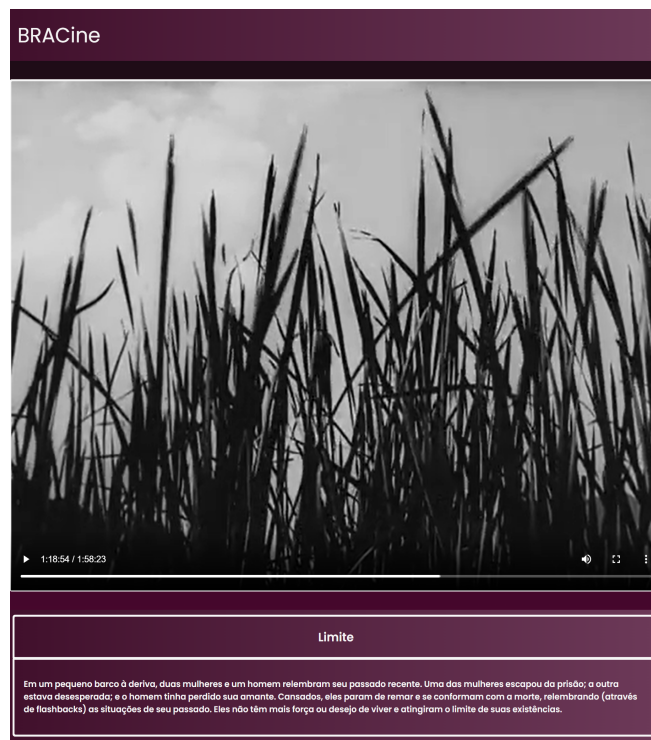 BRACine
1:18:54 / 1:58:23
Limite
Em um pequeno barco à deriva, duas mulheres e um homem relembram seu passado recente. Uma das mulheres escapou da prisão; a outra
estava desesperada; e o homem tinha perdido sua amante. Cansados, eles param de remar e se conformam com a morte, relembrando (através
de flashbacks) as situações de seu passado. Eles não têm mais força ou desejo de viver e atingiram o limite de suas existências.